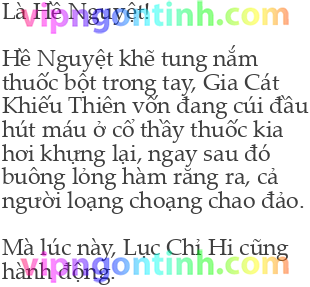 Là Hề Nguyệt!
vipngontinh.com
Hề Nguyệt khẽ tung nắm
thuốc bột trong tay, Gia Cát
Khiếu Thiên vốn đang cúi đầu
hút máu ở cổ thầy thuốc kia
hơi khựng lại, ngay sau đó
buông lỏng hàm răng ra, cả
người loạng choạng chao đảo.
Mà lúc này, Lục Chỉ Hi cũng
hành động.
vipngontinh.com